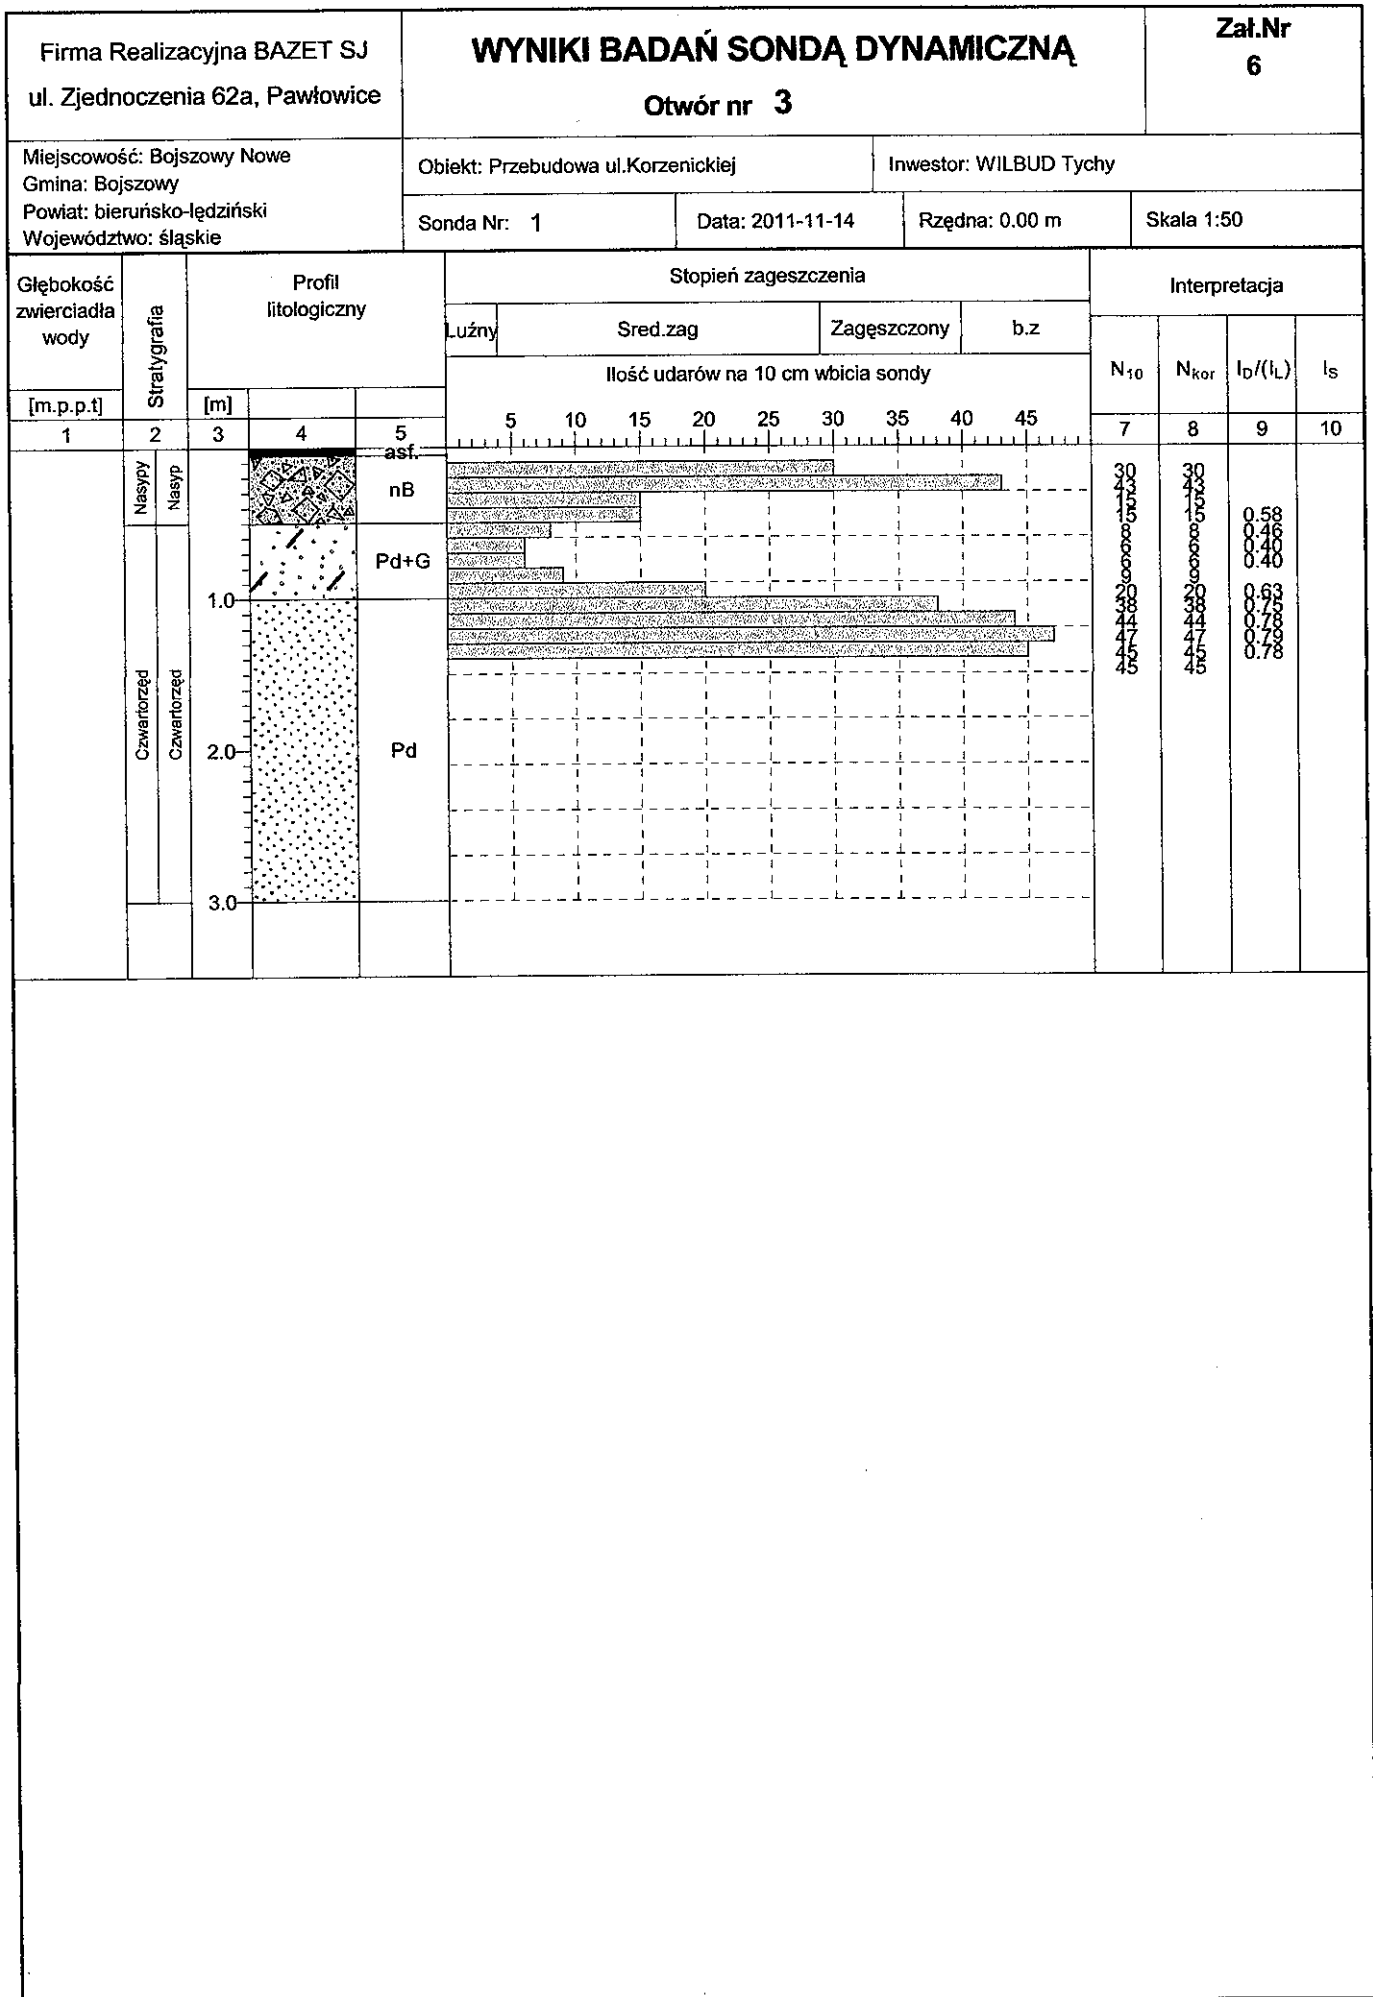 Firma Realizacyjna BAZET SJ
ul. Zjednoczenia 62a, Pawłowice
WYNIKI BADAŃ SONDĄ DYNAMICZNĄ
Otwór nr 3
Zał.Nr
6
Miejscowość: Bojszowy Nowe
Gmina: Bojszowy
Powiat: bieruńsko-lędziński
Województwo: śląskie
Obiekt: Przebudowa ul.Korzenickiej
Inwestor: WILBUD Tychy
Sonda Nr: 1
Data: 2011-11-14
Rzędna: 0.00 m
Skala 1:50
Głębokość
zwierciadła
wody
[m.p.p.t]
Stratygrafia
Profil
litologiczny
[m]
Stopień zagęszczenia
Luźny Sred.zag Zagęszczony b.z
Ilość udarów na 10 cm wbicia sondy
5 10 15 20 25 30 35 40 45
Interpretacja
N10 Nkor ID/(IL) IS
1 2 3 4 5 7 8 9 10
Nasypy
Nasyp
Czwartorzęd
Czwartorzęd
1.0
2.0
3.0
asf.
nB
Pd+G
Pd
30 30
43 43
15 15
15 15 0.58
8 8 0.46
6 6 0.40
6 6 0.40
9 9
20 20 0.63
38 38 0.75
44 44 0.78
47 47 0.79
45 45 0.78
45 45